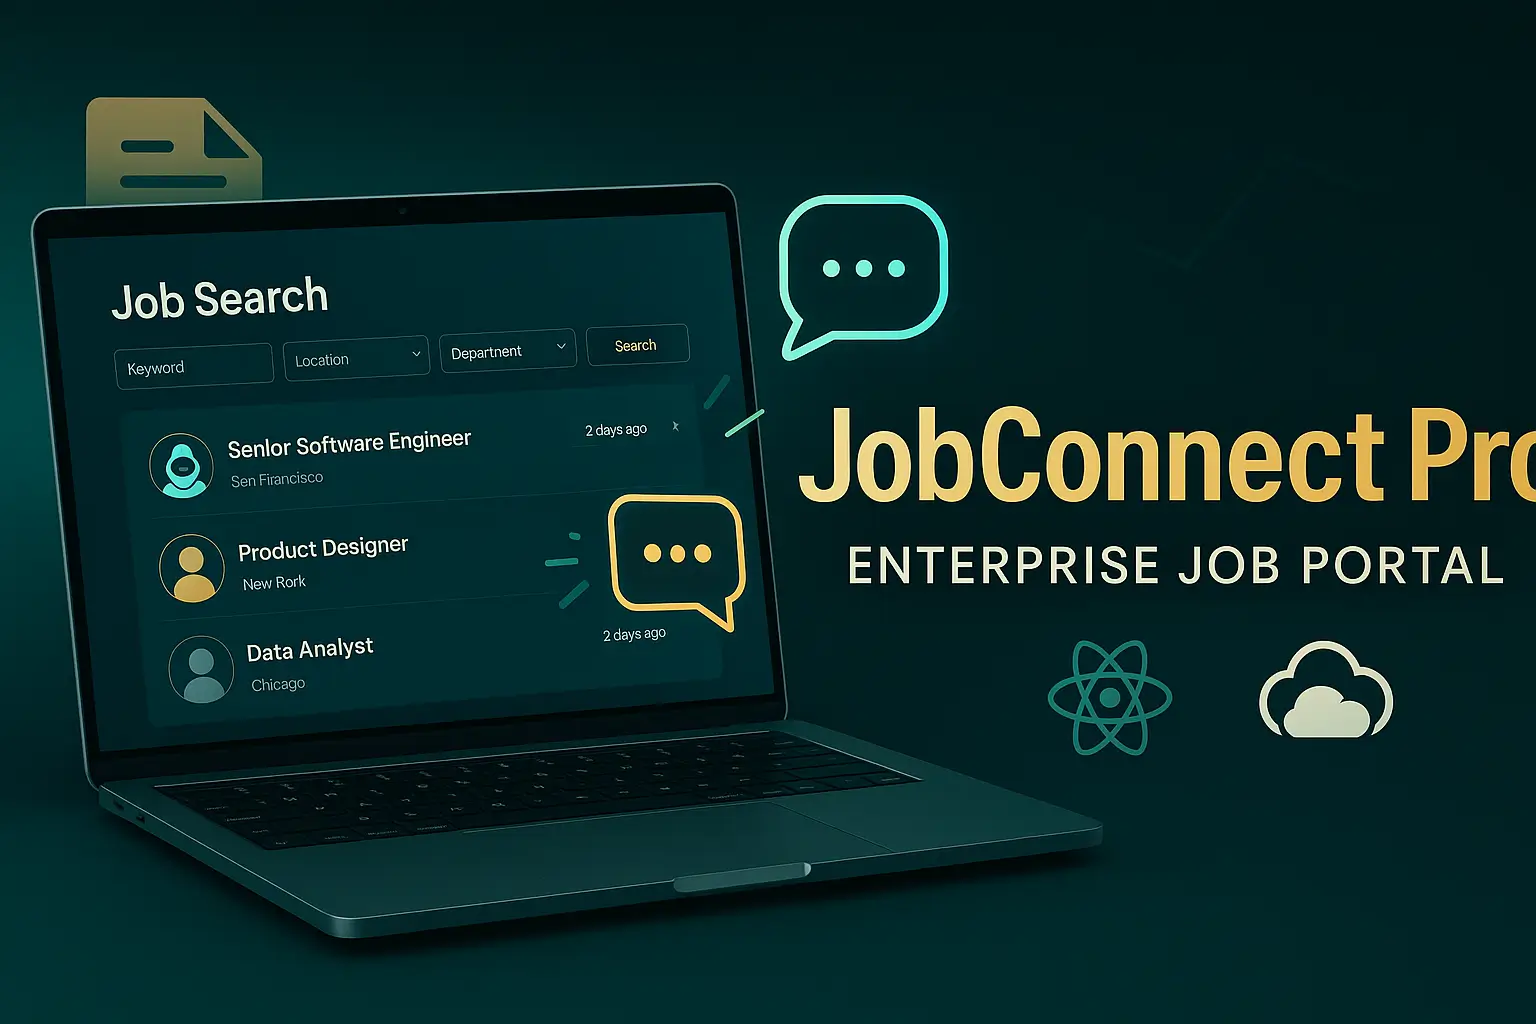 Job Search
Keyword
Location
Department
Search
Senlor Software Engineer
2 days ago
Sen Firancisco
Product Designer
New Rork
Data Analyst
2 days ago
Chicago
JobConnect Pro
ENTERPRISE JOB PORTAL